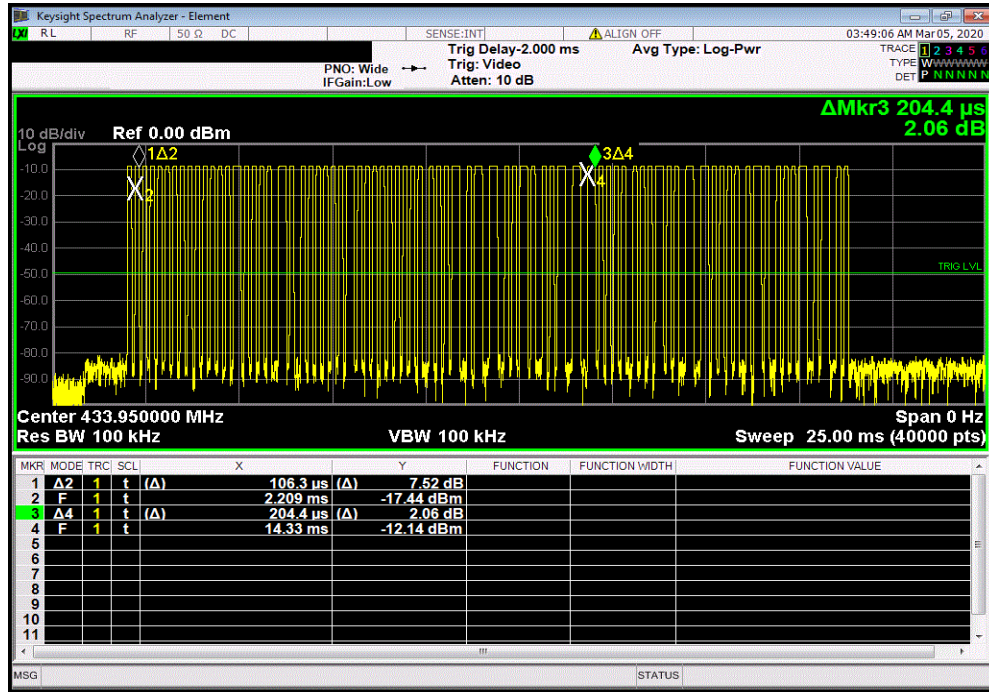 Keysight Spectrum Analyzer - Element
LXI RL RF 50 Ω DC SENSE:INT ALIGN OFF 03:49:06 AM Mar 05, 2020
Trig Delay-2.000 ms Avg Type: Log-Pwr TRACE 1 2 3 4 5 6
PNO: Wide Trig: Video TYPE WWWWWW
IFGain:Low Atten: 10 dB DET P N N N N N
ΔMkr3 204.4 µs
2.06 dB
10 dB/div Ref 0.00 dBm
Log
1Δ2 3Δ4
-10.0
2 4
-20.0
-30.0
-40.0
-50.0
TRIG LVL
-60.0
-70.0
-80.0
-90.0
Center 433.950000 MHz Span 0 Hz
Res BW 100 kHz VBW 100 kHz Sweep 25.00 ms (40000 pts)
MKR MODE TRC SCL X Y FUNCTION FUNCTION WIDTH FUNCTION VALUE
1 Δ2 1 t (Δ) 106.3 µs (Δ) 7.52 dB
2 F 1 t 2.209 ms -17.44 dBm
3 Δ4 1 t (Δ) 204.4 µs (Δ) 2.06 dB
4 F 1 t 14.33 ms -12.14 dBm
5
6
7
8
9
10
11
MSG STATUS